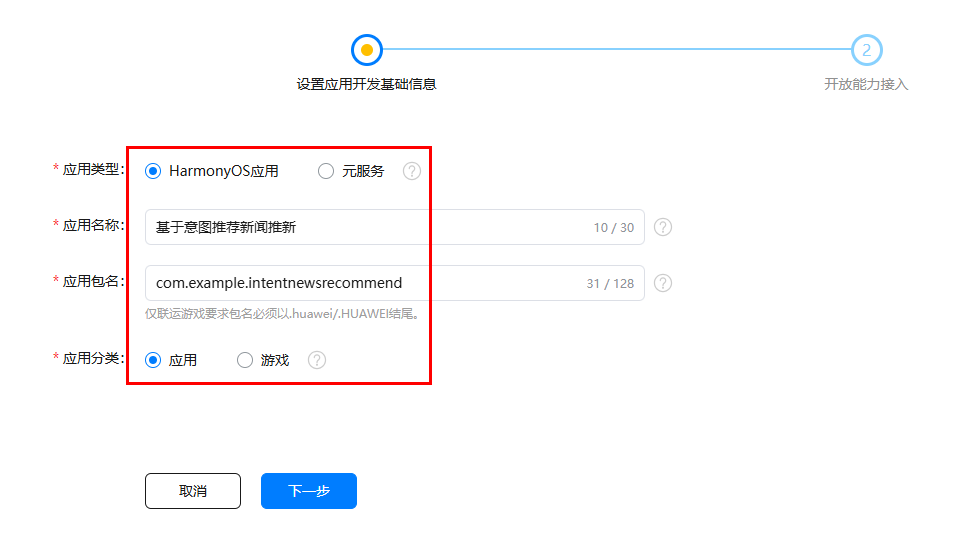 2
设置应用开发基础信息 开放能力接入
* 应用类型: HarmonyOS应用 元服务 ?
* 应用名称: 基于意图推荐新闻推新 10 / 30 ?
* 应用包名: com.example.intentnewsrecommend 31 / 128 ?
仅联运游戏要求包名必须以.huawei/.HUAWEI结尾。
* 应用分类: 应用 游戏 ?
取消 下一步